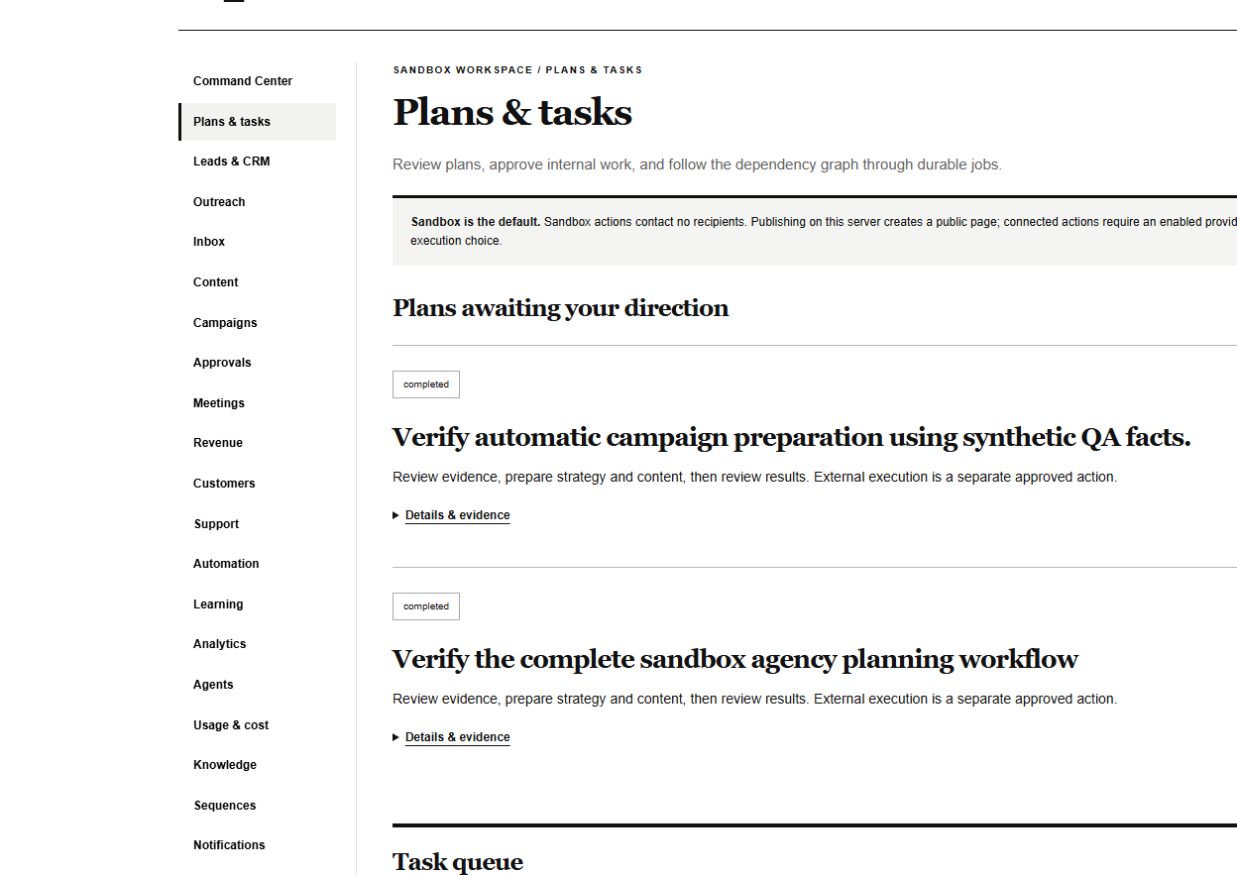 Command Center
Plans & tasks
Leads & CRM
Outreach
Inbox
Content
Campaigns
Approvals
Meetings
Revenue
Customers
Support
Automation
Learning
Analytics
Agents
Usage & cost
Knowledge
Sequences
Notifications
SANDBOX WORKSPACE / PLANS & TASKS
Plans & tasks
Review plans, approve internal work, and follow the dependency graph through durable jobs.
Sandbox is the default. Sandbox actions contact no recipients. Publishing on this server creates a public page; connected actions require an enabled provid
execution choice.
Plans awaiting your direction
completed
Verify automatic campaign preparation using synthetic QA facts.
Review evidence, prepare strategy and content, then review results. External execution is a separate approved action.
Details & evidence
completed
Verify the complete sandbox agency planning workflow
Review evidence, prepare strategy and content, then review results. External execution is a separate approved action.
Details & evidence
Task queue